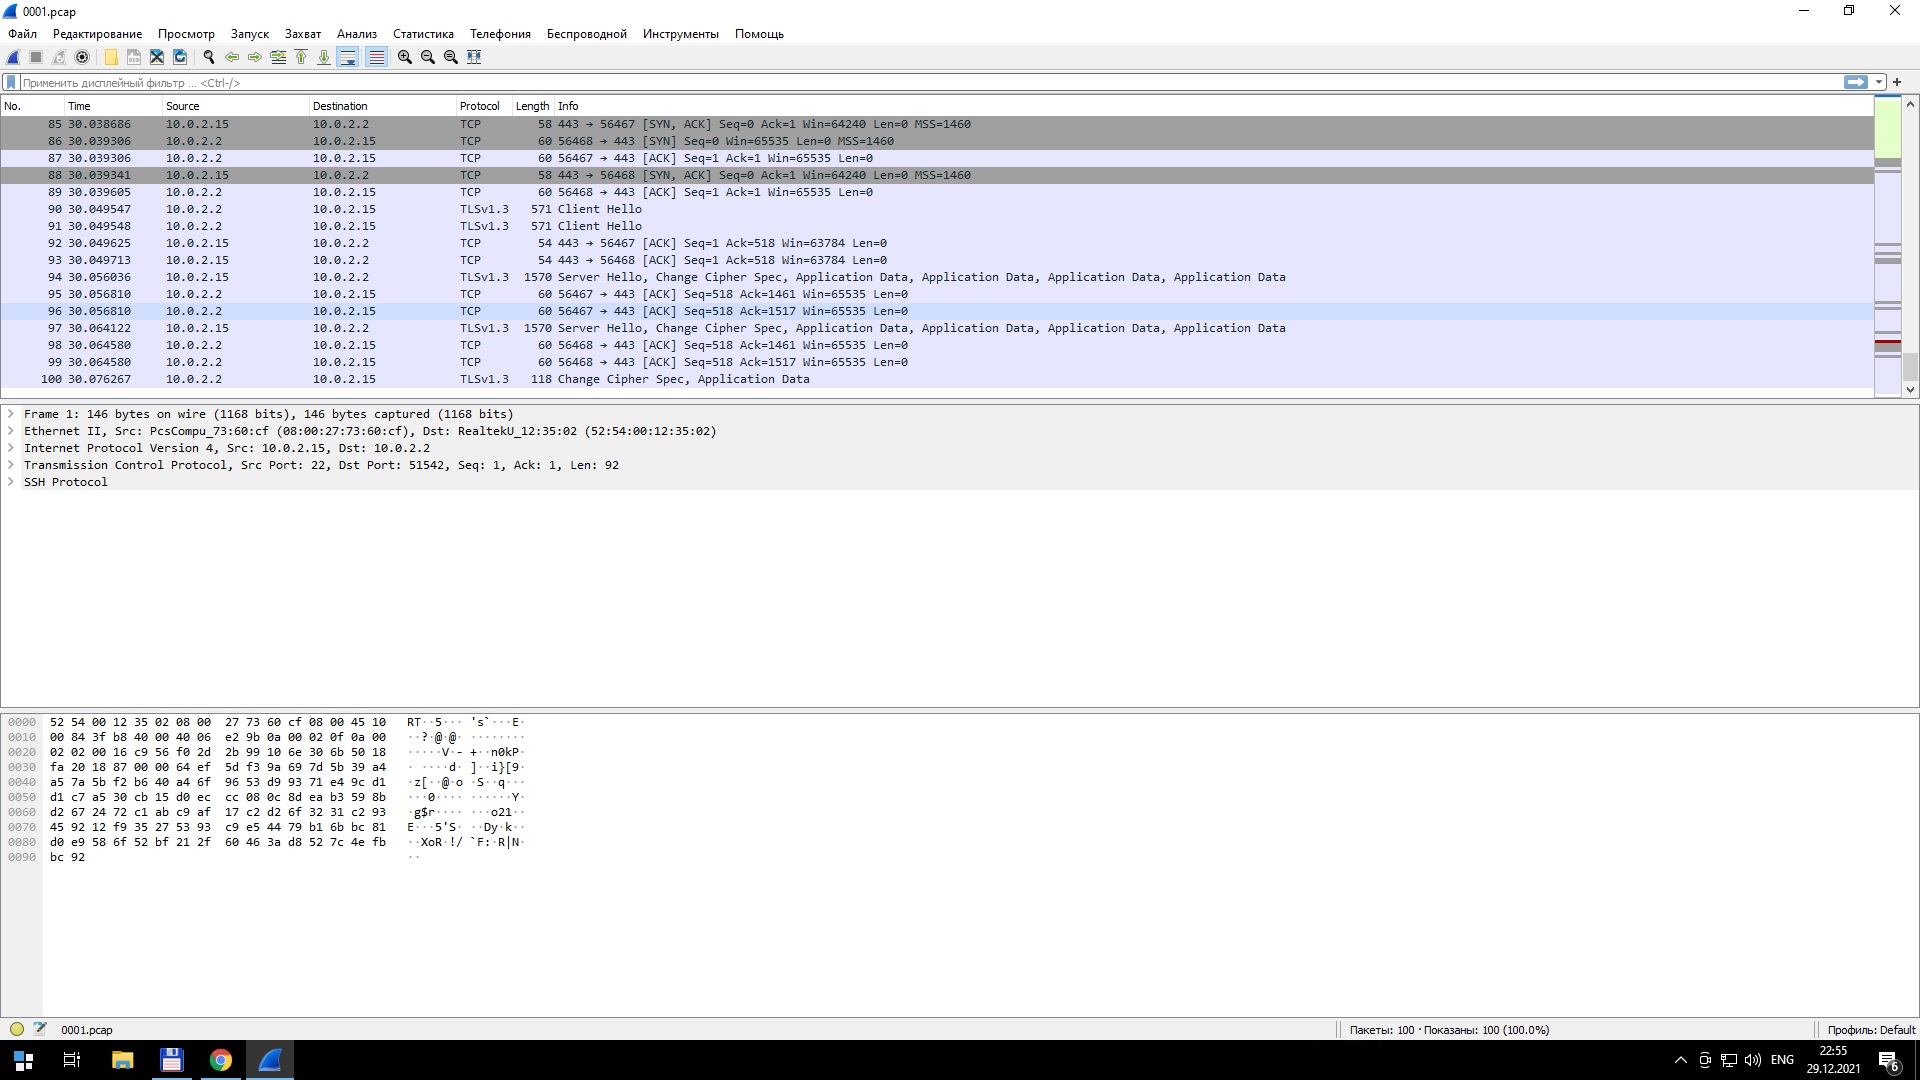 0001.pcap
Файл Редактирование Просмотр Запуск Захват Анализ Статистика Телефония Беспроводной Инструменты Помощь
Применить дисплейный фильтр ... <Ctrl-/>
No. Time Source Destination Protocol Length Info
85 30.038686 10.0.2.15 10.0.2.2 TCP 58 443 → 56467 [SYN, ACK] Seq=0 Ack=1 Win=64240 Len=0 MSS=1460
86 30.039306 10.0.2.2 10.0.2.15 TCP 60 56468 → 443 [SYN] Seq=0 Win=65535 Len=0 MSS=1460
87 30.039306 10.0.2.2 10.0.2.15 TCP 60 56467 → 443 [ACK] Seq=1 Ack=1 Win=65535 Len=0
88 30.039341 10.0.2.15 10.0.2.2 TCP 58 443 → 56468 [SYN, ACK] Seq=0 Ack=1 Win=64240 Len=0 MSS=1460
89 30.039605 10.0.2.2 10.0.2.15 TCP 60 56468 → 443 [ACK] Seq=1 Ack=1 Win=65535 Len=0
90 30.049547 10.0.2.2 10.0.2.15 TLSv1.3 571 Client Hello
91 30.049548 10.0.2.2 10.0.2.15 TLSv1.3 571 Client Hello
92 30.049625 10.0.2.15 10.0.2.2 TCP 54 443 → 56467 [ACK] Seq=1 Ack=518 Win=63784 Len=0
93 30.049713 10.0.2.15 10.0.2.2 TCP 54 443 → 56468 [ACK] Seq=1 Ack=518 Win=63784 Len=0
94 30.056036 10.0.2.15 10.0.2.2 TLSv1.3 1570 Server Hello, Change Cipher Spec, Application Data, Application Data, Application Data, Application Data
95 30.056810 10.0.2.2 10.0.2.15 TCP 60 56467 → 443 [ACK] Seq=518 Ack=1461 Win=65535 Len=0
96 30.056810 10.0.2.2 10.0.2.15 TCP 60 56467 → 443 [ACK] Seq=518 Ack=1517 Win=65535 Len=0
97 30.064122 10.0.2.15 10.0.2.2 TLSv1.3 1570 Server Hello, Change Cipher Spec, Application Data, Application Data, Application Data, Application Data
98 30.064580 10.0.2.2 10.0.2.15 TCP 60 56468 → 443 [ACK] Seq=518 Ack=1461 Win=65535 Len=0
99 30.064580 10.0.2.2 10.0.2.15 TCP 60 56468 → 443 [ACK] Seq=518 Ack=1517 Win=65535 Len=0
100 30.076267 10.0.2.2 10.0.2.15 TLSv1.3 118 Change Cipher Spec, Application Data
Frame 1: 146 bytes on wire (1168 bits), 146 bytes captured (1168 bits)
Ethernet II, Src: PcsCompu_73:60:cf (08:00:27:73:60:cf), Dst: RealtekU_12:35:02 (52:54:00:12:35:02)
Internet Protocol Version 4, Src: 10.0.2.15, Dst: 10.0.2.2
Transmission Control Protocol, Src Port: 22, Dst Port: 51542, Seq: 1, Ack: 1, Len: 92
SSH Protocol
0000 52 54 00 12 35 02 08 00 27 73 60 cf 08 00 45 10 RT··5··· 's`···E·
0010 00 84 3f b8 40 00 40 06 e2 9b 0a 00 02 0f 0a 00 ··?·@·@· ········
0020 02 02 00 16 c9 56 f0 2d 2b 99 10 6e 30 6b 50 18 ·····V·- +··n0kP·
0030 fa 20 18 87 00 00 64 ef 5d f3 9a 69 7d 5b 39 a4 · ····d· ]··i}[9·
0040 a5 7a 5b f2 b6 40 a4 6f 96 53 d9 93 71 e4 9c d1 ·z[··@·o ·S··q···
0050 d1 c7 a5 30 cb 15 d0 ec cc 08 0c 8d ea b3 59 8b ···0···· ······Y·
0060 d2 67 24 72 c1 ab c9 af 17 c2 d2 6f 32 31 c2 93 ·g$r···· ···o21··
0070 45 92 12 f9 35 27 53 93 c9 e5 44 79 b1 6b bc 81 E···5'S· ··Dy·k··
0080 d0 e9 58 6f 52 bf 21 2f 60 46 3a d8 52 7c 4e fb ··XoR·!/ `F:·R|N·
0090 bc 92 ··
0001.pcap Пакеты: 100 · Показаны: 100 (100.0%) Профиль: Default
ENG 22:55
29.12.2021
6